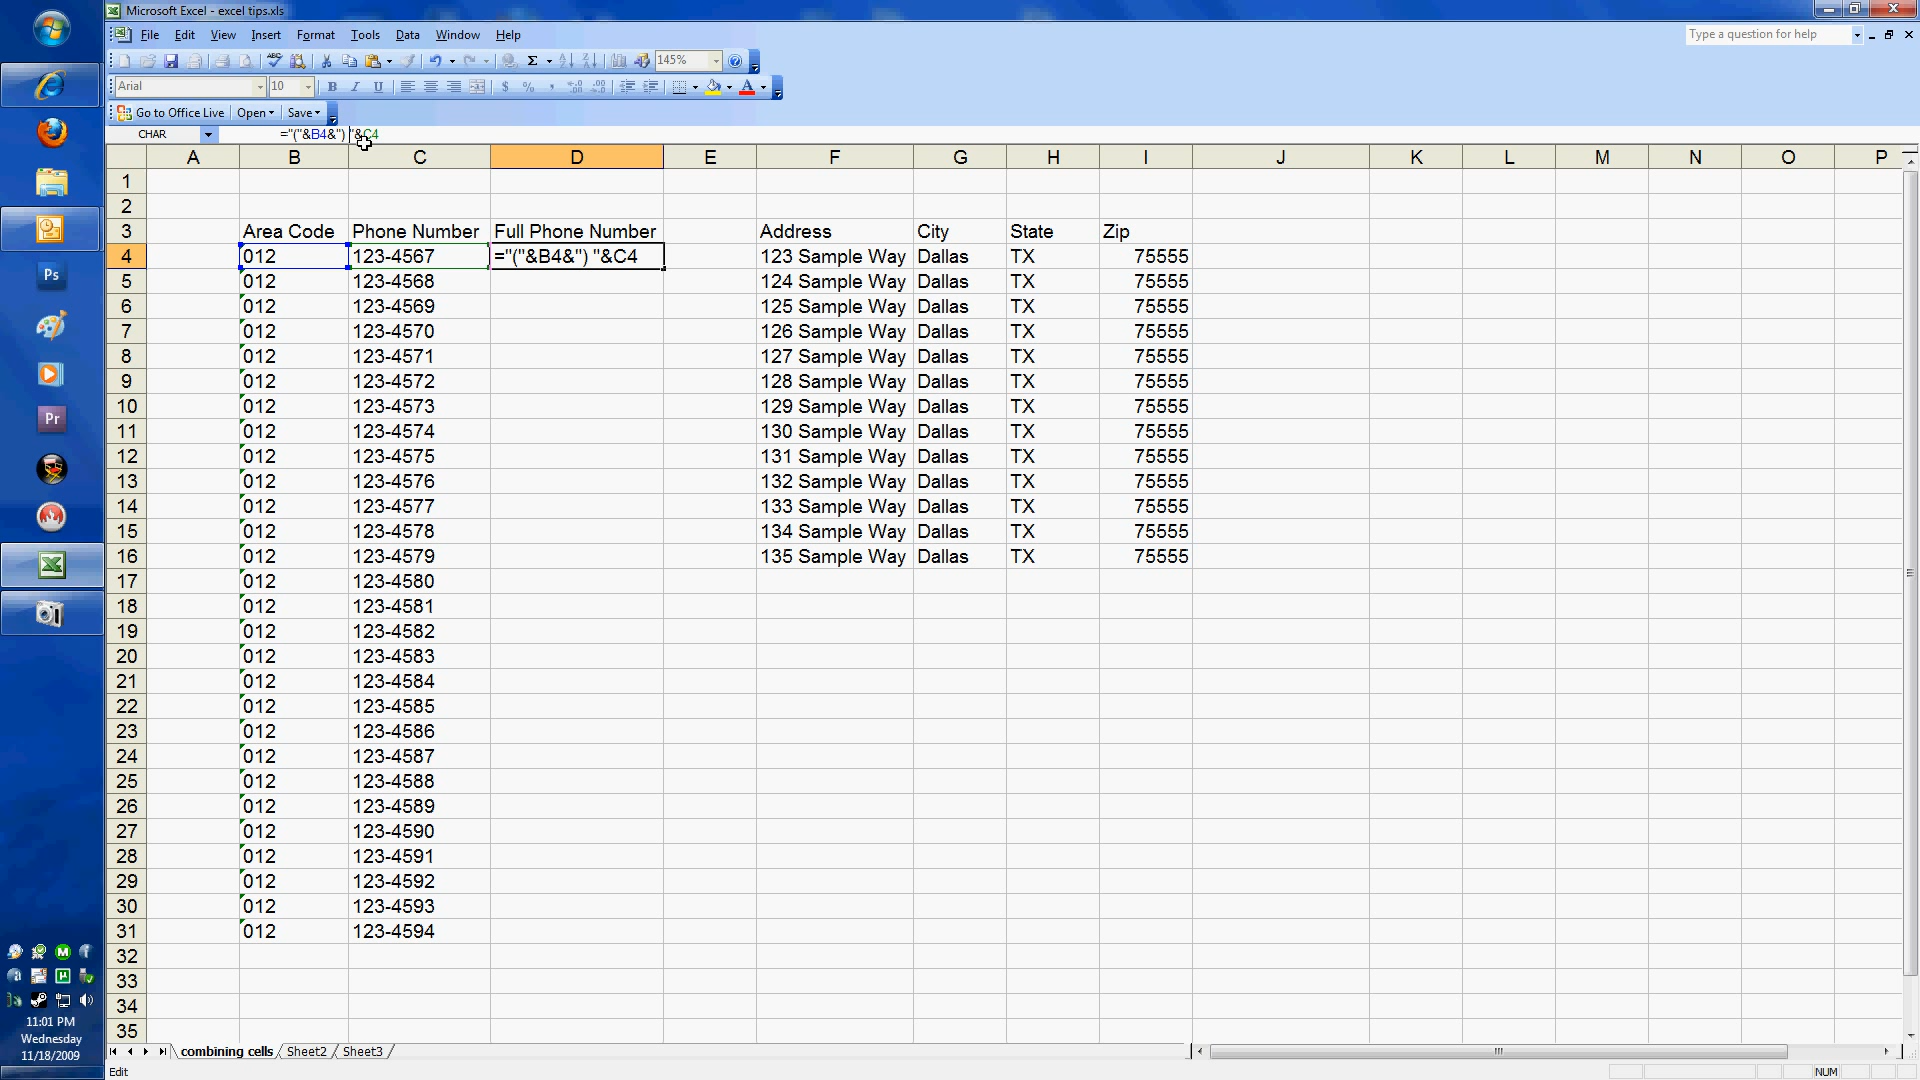 Microsoft Excel - excel tips.xls
File Edit View Insert Format Tools Data Window Help
Type a question for help
145%
Arial 10 B I U $ % , A
Go to Office Live Open Save
CHAR ="("&B4&") "&C4
A B C D E F G H I J K L M N O P
1
2
3 Area Code Phone Number Full Phone Number Address City State Zip
4 012 123-4567 ="("&B4&") "&C4 123 Sample Way Dallas TX 75555
5 012 123-4568 124 Sample Way Dallas TX 75555
6 012 123-4569 125 Sample Way Dallas TX 75555
7 012 123-4570 126 Sample Way Dallas TX 75555
8 012 123-4571 127 Sample Way Dallas TX 75555
9 012 123-4572 128 Sample Way Dallas TX 75555
10 012 123-4573 129 Sample Way Dallas TX 75555
11 012 123-4574 130 Sample Way Dallas TX 75555
12 012 123-4575 131 Sample Way Dallas TX 75555
13 012 123-4576 132 Sample Way Dallas TX 75555
14 012 123-4577 133 Sample Way Dallas TX 75555
15 012 123-4578 134 Sample Way Dallas TX 75555
16 012 123-4579 135 Sample Way Dallas TX 75555
17 012 123-4580
18 012 123-4581
19 012 123-4582
20 012 123-4583
21 012 123-4584
22 012 123-4585
23 012 123-4586
24 012 123-4587
25 012 123-4588
26 012 123-4589
27 012 123-4590
28 012 123-4591
29 012 123-4592
30 012 123-4593
31 012 123-4594
32
33
34
35
combining cells Sheet2 Sheet3
Edit
NUM
Ps
Pr
11:01 PM
Wednesday
11/18/2009